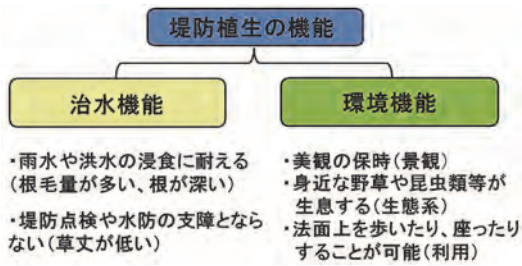 堤防植生の機能
治水機能
・雨水や洪水の浸食に耐える
(根毛量が多い、根が深い)
・堤防点検や水防の支障となら
ない(草丈が低い)
環境機能
・美観の保時(景観)
・身近な野草や昆虫類等が
生息する(生態系)
・法面上を歩いたり、座ったり
することが可能(利用)